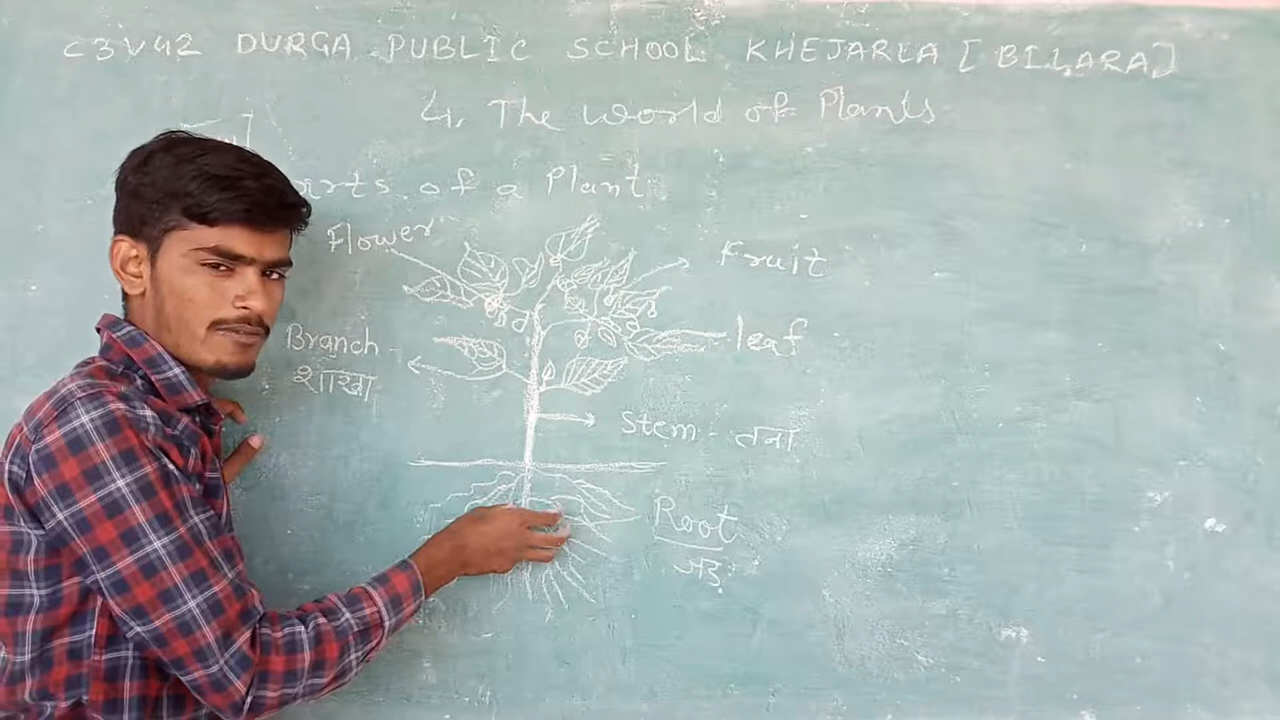 C3V42 DURGA PUBLIC SCHOOL KHEJARLA [BILARA]
4. The world of Plants
of a Plant
Flower
Fruit
Branch
शाखा
leaf
Stem - तना
Root
जड़